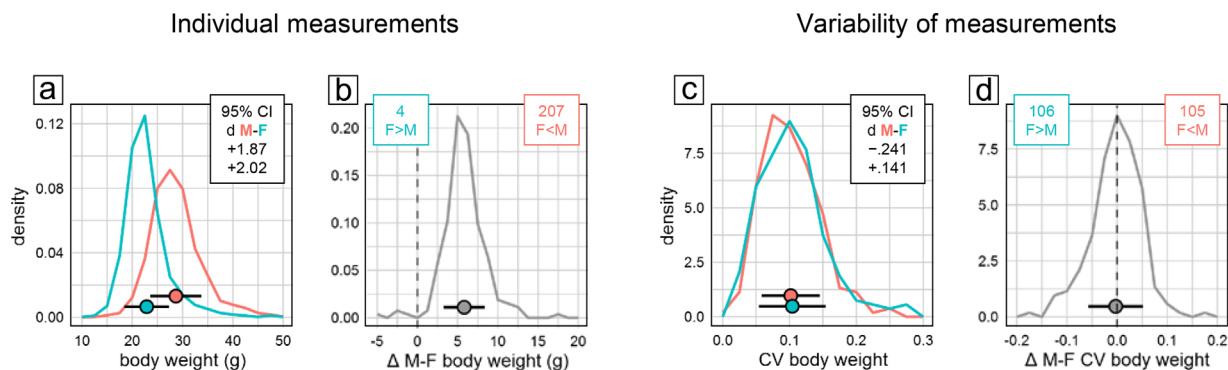 Individual measurements
Variability of measurements
a
95% CI
d M-F
+1.87
+2.02
density
0.12
0.08
0.04
0.00
10 20 30 40 50
body weight (g)
b
4
F>M
207
F<M
0.20
0.15
0.10
0.05
0.00
-5 0 5 10 15 20
Δ M-F body weight (g)
c
95% CI
d M-F
−.241
+.141
density
7.5
5.0
2.5
0.0
0.0 0.1 0.2 0.3
CV body weight
d
106
F>M
105
F<M
7.5
5.0
2.5
0.0
-0.2 -0.1 0.0 0.1 0.2
Δ M-F CV body weight